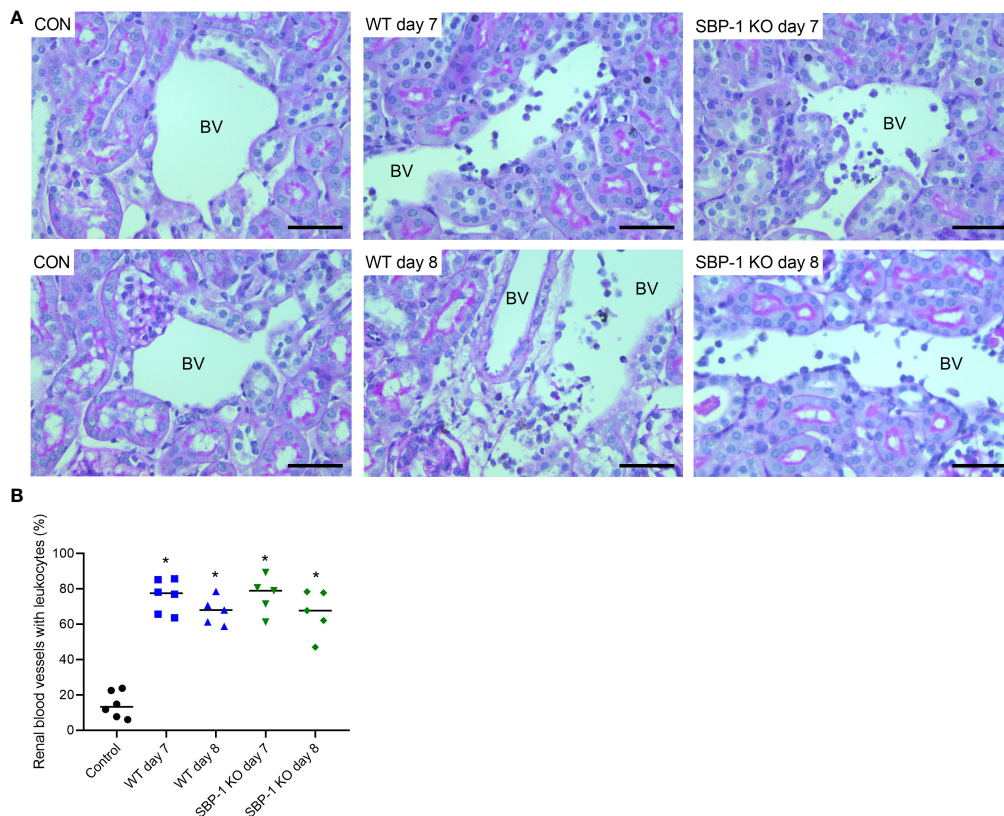 A
CON
WT day 7
SBP-1 KO day 7
BV
BV
BV
CON
WT day 8
SBP-1 KO day 8
BV
BV
BV
BV
B
Renal blood vessels with leukocytes (%)
100
80
60
40
20
0
*
*
*
*
Control
WT day 7
WT day 8
SBP-1 KO day 7
SBP-1 KO day 8